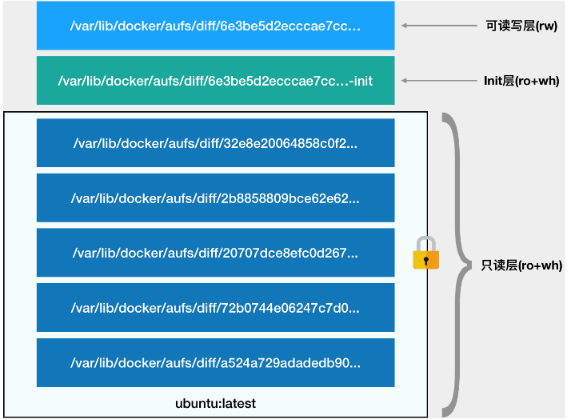 /var/lib/docker/aufs/diff/6e3be5d2ecccae7cc... 可读写层(rw)
/var/lib/docker/aufs/diff/6e3be5d2ecccae7cc...-init Init层(ro+wh)
/var/lib/docker/aufs/diff/32e8e20064858c0f2...
/var/lib/docker/aufs/diff/2b8858809bce62e62...
/var/lib/docker/aufs/diff/20707dce8efc0d267...
只读层(ro+wh)
/var/lib/docker/aufs/diff/72b0744e06247c7d0...
/var/lib/docker/aufs/diff/a524a729adadedb90...
ubuntu:latest